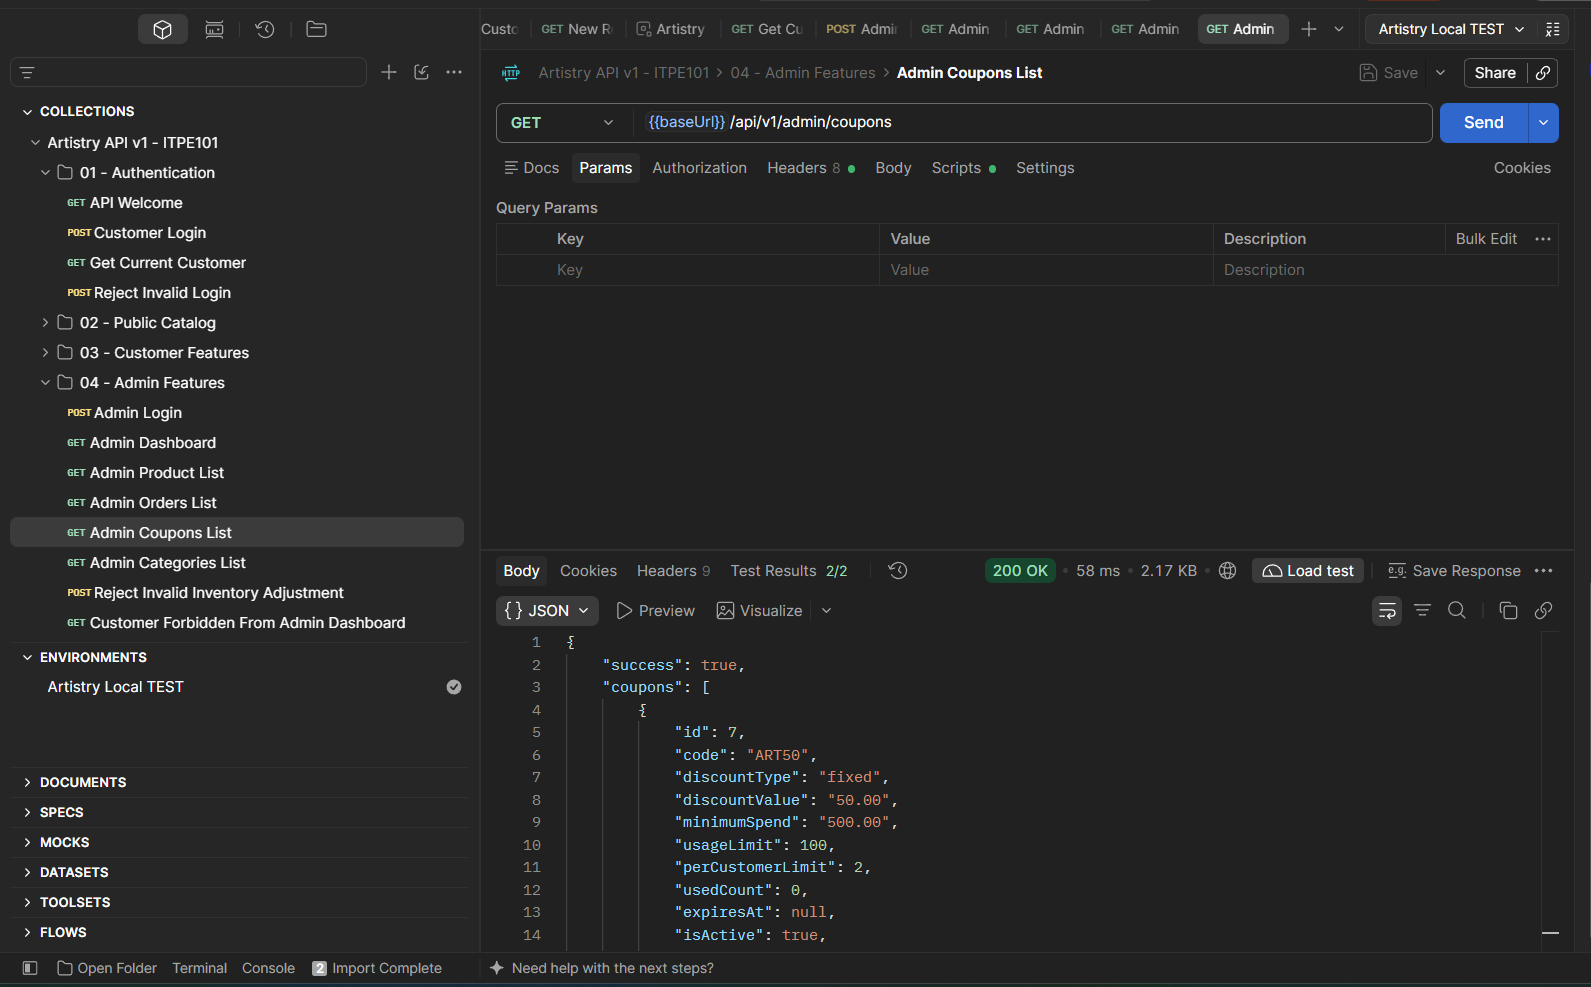 Custo
GET New R
Artistry
GET Get Cu
POST Admi
GET Admin
GET Admin
GET Admin
GET Admin
Artistry Local TEST
Artistry API v1 - ITPE101 > 04 - Admin Features > Admin Coupons List
Save
Share
COLLECTIONS
Artistry API v1 - ITPE101
01 - Authentication
GET API Welcome
POST Customer Login
GET Get Current Customer
POST Reject Invalid Login
02 - Public Catalog
03 - Customer Features
04 - Admin Features
POST Admin Login
GET Admin Dashboard
GET Admin Product List
GET Admin Orders List
GET Admin Coupons List
GET Admin Categories List
POST Reject Invalid Inventory Adjustment
GET Customer Forbidden From Admin Dashboard
ENVIRONMENTS
Artistry Local TEST
DOCUMENTS
SPECS
MOCKS
DATASETS
TOOLSETS
FLOWS
GET {{baseUrl}} /api/v1/admin/coupons Send
Docs Params Authorization Headers 8 Body Scripts Settings Cookies
Query Params
Key Value Description Bulk Edit
Key Value Description
Body Cookies Headers 9 Test Results 2/2 200 OK 58 ms 2.17 KB Load test e.g. Save Response
{} JSON Preview Visualize
1 {
2 "success": true,
3 "coupons": [
4 {
5 "id": 7,
6 "code": "ART50",
7 "discountType": "fixed",
8 "discountValue": "50.00",
9 "minimumSpend": "500.00",
10 "usageLimit": 100,
11 "perCustomerLimit": 2,
12 "usedCount": 0,
13 "expiresAt": null,
14 "isActive": true,
Open Folder Terminal Console 2 Import Complete Need help with the next steps?